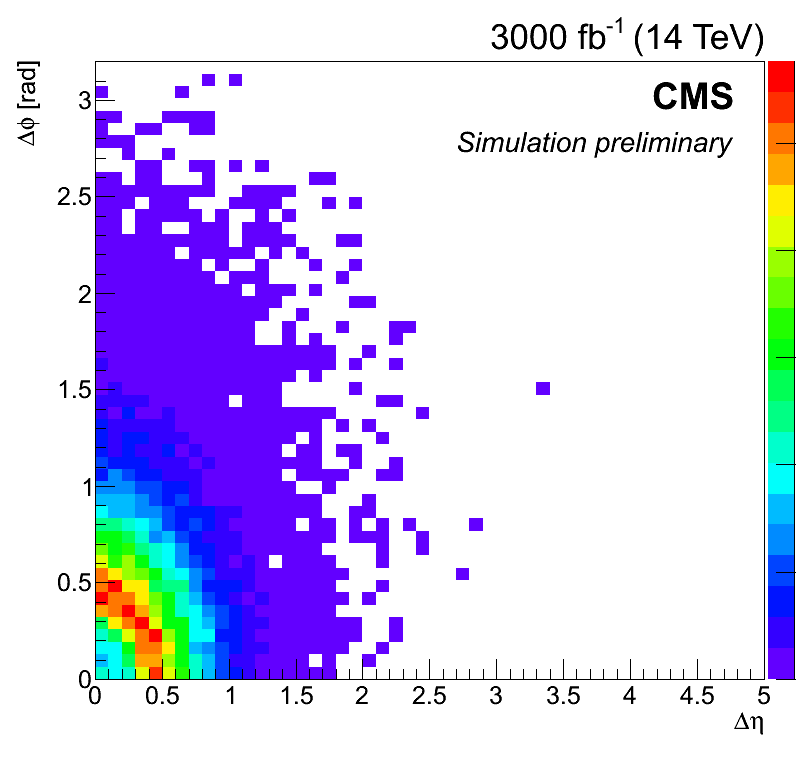 3000 fb-1 (14 TeV)
CMS
Simulation preliminary
Δϕ [rad]
3
2.5
2
1.5
1
0.5
0
0 0.5 1 1.5 2 2.5 3 3.5 4 4.5 5
Δη